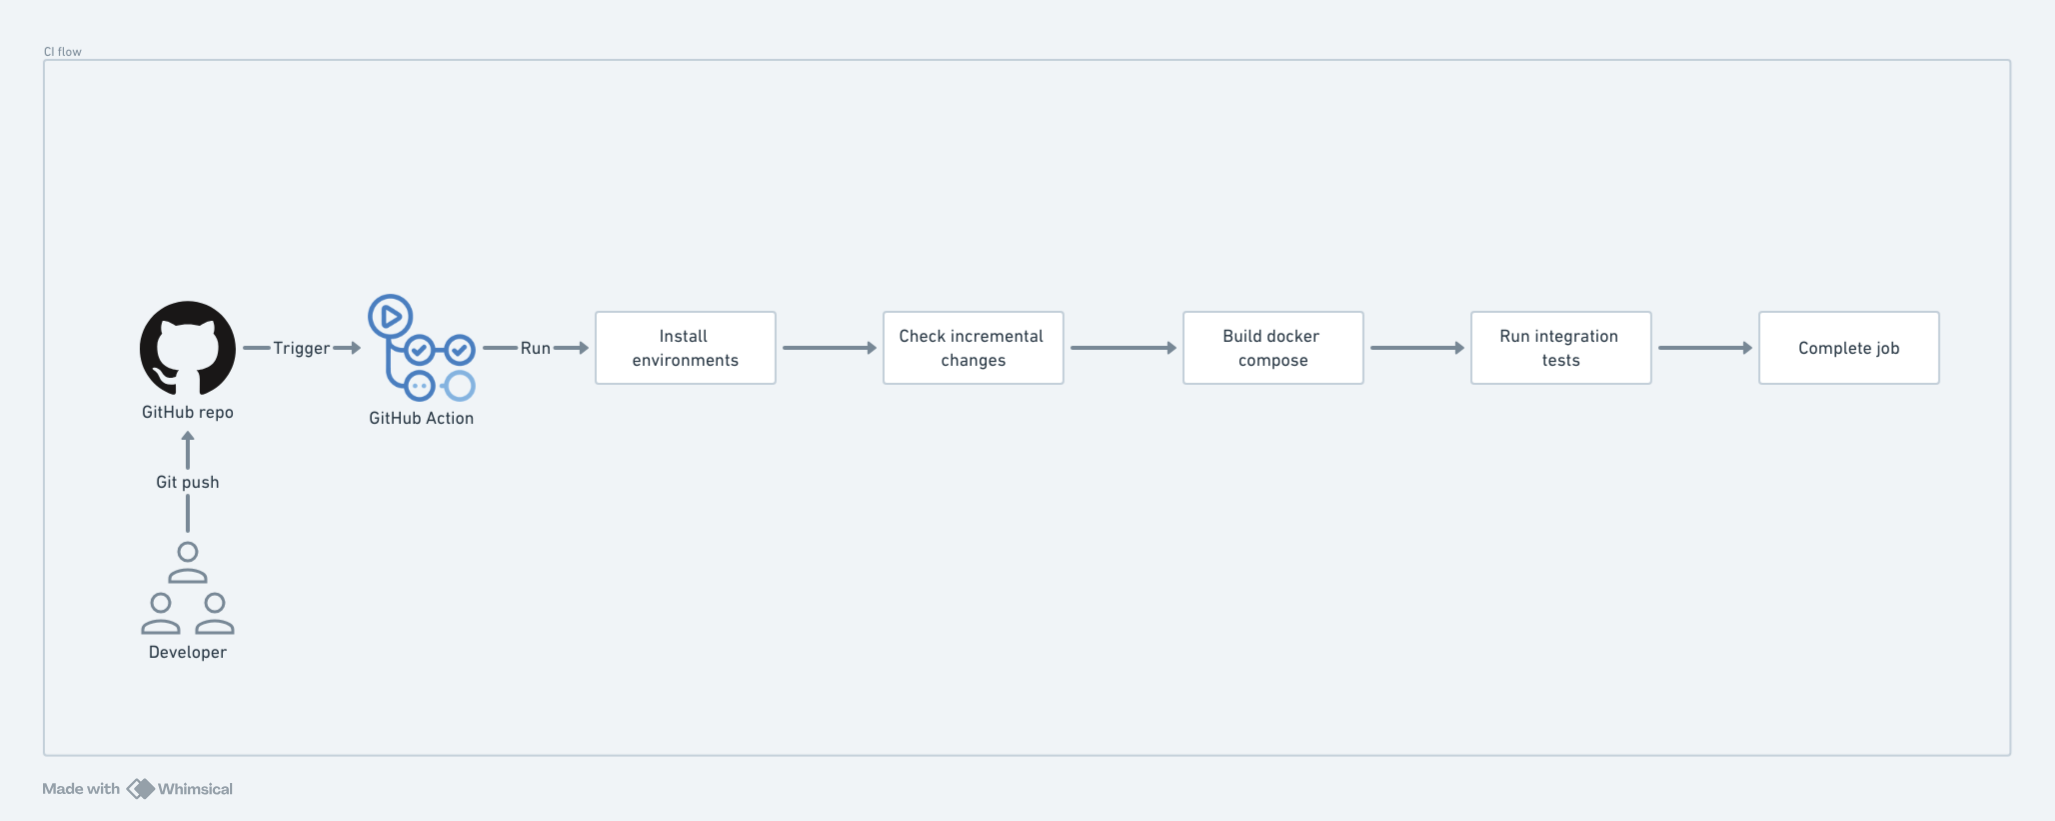 CI flow
Trigger
Run
Install
environments
Check incremental
changes
Build docker
compose
Run integration
tests
Complete job
GitHub repo
GitHub Action
Git push
Developer
Made with Whimsical